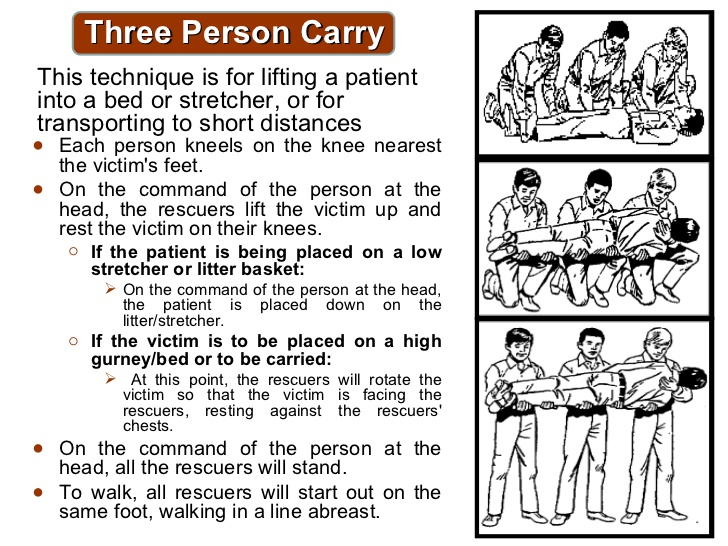 Three Person Carry
This technique is for lifting a patient
into a bed or stretcher, or for
transporting to short distances
Each person kneels on the knee nearest
the victim's feet.
On the command of the person at the
head, the rescuers lift the victim up and
rest the victim on their knees.
If the patient is being placed on a low
stretcher or litter basket:
On the command of the person at the head,
the patient is placed down on the
litter/stretcher.
If the victim is to be placed on a high
gurney/bed or to be carried:
At this point, the rescuers will rotate the
victim so that the victim is facing the
rescuers, resting against the rescuers'
chests.
On the command of the person at the
head, all the rescuers will stand.
To walk, all rescuers will start out on the
same foot, walking in a line abreast.